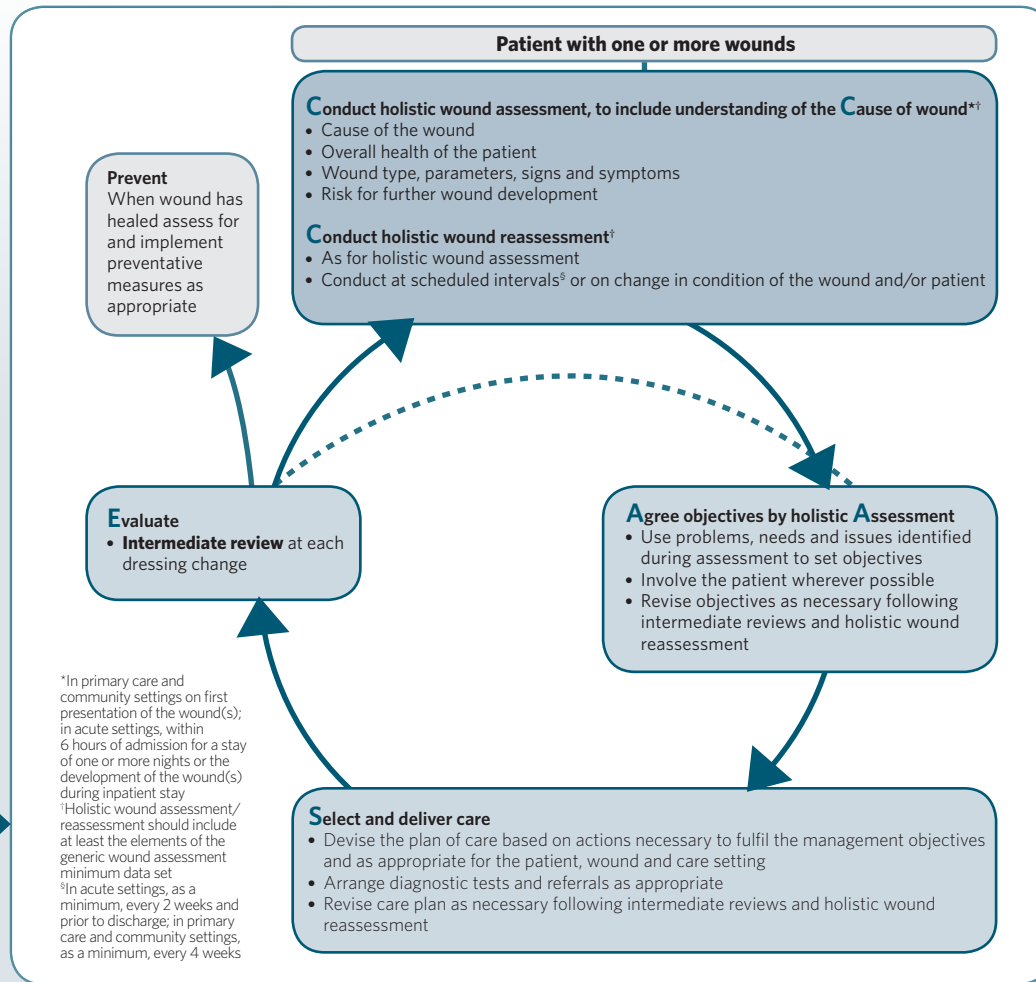 Patient with one or more wounds
Conduct holistic wound assessment, to include understanding of the Cause of wound*†
• Cause of the wound
• Overall health of the patient
• Wound type, parameters, signs and symptoms
• Risk for further wound development
Conduct holistic wound reassessment†
• As for holistic wound assessment
• Conduct at scheduled intervals§ or on change in condition of the wound and/or patient
Prevent
When wound has
healed assess for
and implement
preventative
measures as
appropriate
Evaluate
• Intermediate review at each
dressing change
Agree objectives by holistic Assessment
• Use problems, needs and issues identified
during assessment to set objectives
• Involve the patient wherever possible
• Revise objectives as necessary following
intermediate reviews and holistic wound
reassessment
Select and deliver care
• Devise the plan of care based on actions necessary to fulfil the management objectives
and as appropriate for the patient, wound and care setting
• Arrange diagnostic tests and referrals as appropriate
• Revise care plan as necessary following intermediate reviews and holistic wound
reassessment
*In primary care and
community settings on first
presentation of the wound(s);
in acute settings, within
6 hours of admission for a stay
of one or more nights or the
development of the wound(s)
during inpatient stay
†Holistic wound assessment/
reassessment should include
at least the elements of the
generic wound assessment
minimum data set
§In acute settings, as a
minimum, every 2 weeks and
prior to discharge; in primary
care and community settings,
as a minimum, every 4 weeks